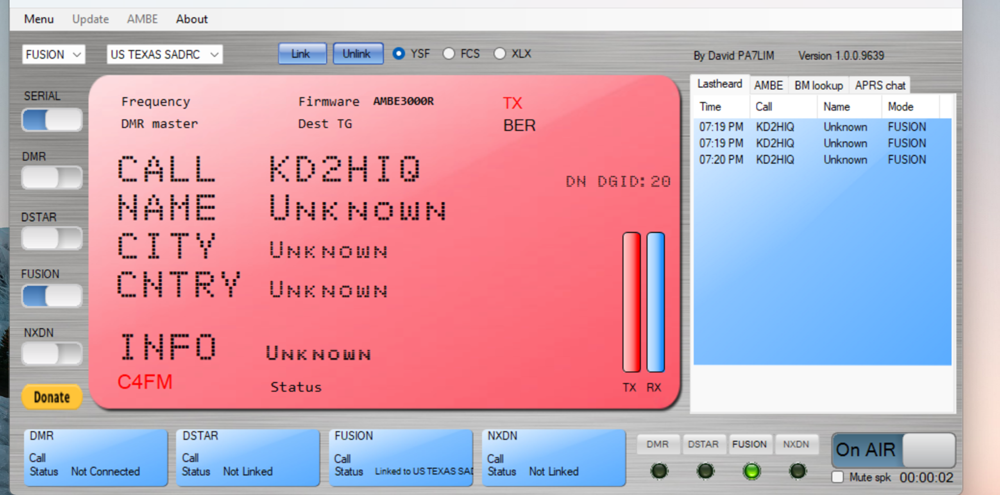 Menu Update AMBE About
FUSION US TEXAS SADRC Link Unlink YSF FCS XLX By David PA7LIM Version 1.0.0.9639
SERIAL
DMR
DSTAR
FUSION
NXDN
Donate
Frequency Firmware AMBE3000R TX
DMR master Dest TG BER
CALL KD2HIQ
DN DGID:20
NAME UNKNOWN
CITY UNKNOWN
CNTRY UNKNOWN
INFO UNKNOWN
C4FM Status TX RX
Lastheard AMBE BM lookup APRS chat
Time Call Name Mode
07:19 PM KD2HIQ Unknown FUSION
07:19 PM KD2HIQ Unknown FUSION
07:20 PM KD2HIQ Unknown FUSION
DMR
Call
Status Not Connected
DSTAR
Call
Status Not Linked
FUSION
Call
Status Linked to US TEXAS SAD
NXDN
Call
Status Not Linked
DMR DSTAR FUSION NXDN
On AIR
Mute spk 00:00:02